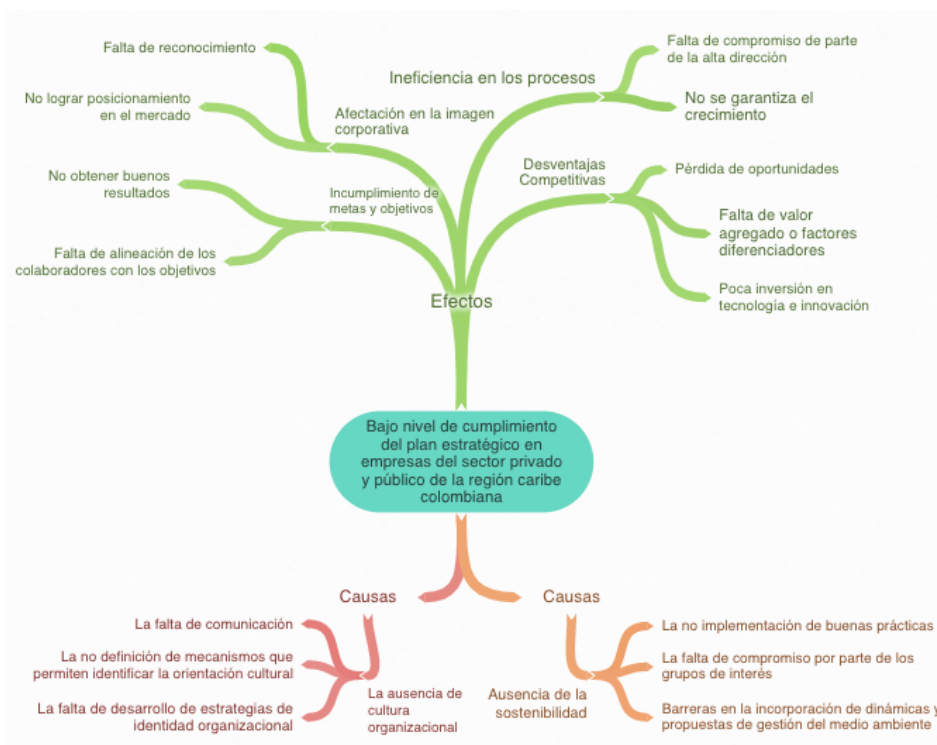 Falta de reconocimiento
No lograr posicionamiento
en el mercado
Afectación en la imagen
corporativa
No obtener buenos
resultados
Falta de alineación de los
colaboradores con los objetivos
Incumplimiento de
metas y objetivos
Ineficiencia en los procesos
Falta de compromiso de parte
de la alta dirección
No se garantiza el
crecimiento
Desventajas
Competitivas
Pérdida de oportunidades
Falta de valor
agregado o factores
diferenciadores
Poca inversión en
tecnología e innovación
Efectos
Bajo nivel de cumplimiento
del plan estratégico en
empresas del sector privado
y público de la región caribe
colombiana
Causas
La falta de comunicación
La no definición de mecanismos que
permiten identificar la orientación cultural
La falta de desarrollo de estrategias de
identidad organizacional
La ausencia de
cultura
organizacional
Causas
Ausencia de la
sostenibilidad
La no implementación de buenas prácticas
La falta de compromiso por parte de los
grupos de interés
Barreras en la incorporación de dinámicas y
propuestas de gestión del medio ambiente